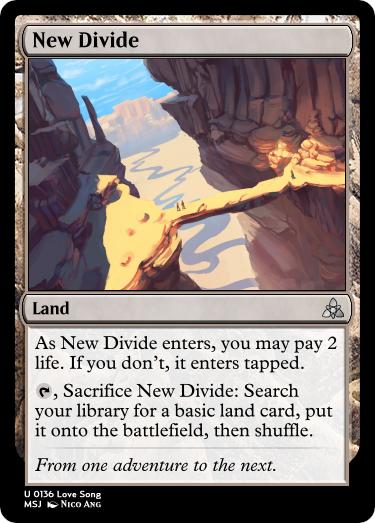 New Divide
Land
As New Divide enters, you may pay 2
life. If you don't, it enters tapped.
, Sacrifice New Divide: Search
your library for a basic land card, put
it onto the battlefield, then shuffle.
From one adventure to the next.
U 0136 Love Song
MSJ Nico Ang